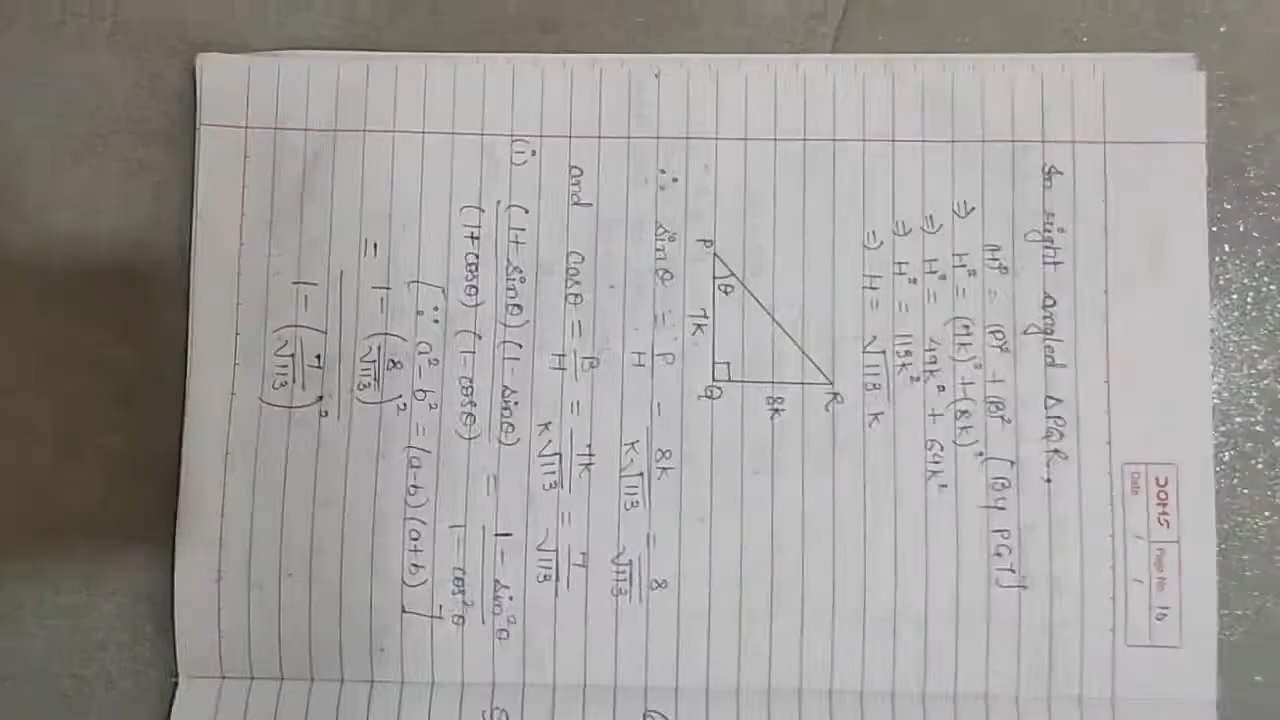 DOMS Page No. 10
Date / /
In right angled △PQR,
H² = P² + B² [By PGT]
⇒ H² = (7k)² + (8k)²
⇒ H² = 49k² + 64k²
⇒ H² = 113k²
⇒ H = √113 k
R
8k
P θ
7k
Q
∴ sinθ = P/H = 8k/k√113 = 8/√113
and cosθ = B/H = 7k/k√113 = 7/√113
(i) (1+sinθ)(1-sinθ)/(1+cosθ)(1-cosθ) = 1-sin²θ/1-cos²θ
[∵ a²-b² = (a-b)(a+b)]
= 1-(8/√113)²/1-(7/√113)²